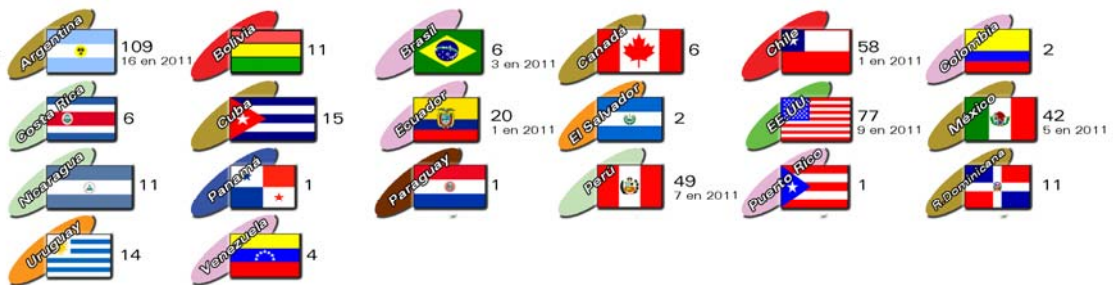 Argentina 109
16 en 2011
Bolivia 11
Brasil 6
3 en 2011
Canadá 6
Chile 58
1 en 2011
Colombia 2
Costa Rica 6
Cuba 15
Ecuador 20
1 en 2011
El Salvador 2
EE.UU 77
9 en 2011
Mexico 42
5 en 2011
Nicaragua 11
Panamá 1
Paraguay 1
Perú 49
7 en 2011
Puerto Rico 1
R.Dominicana 11
Uruguay 14
Venezuela 4